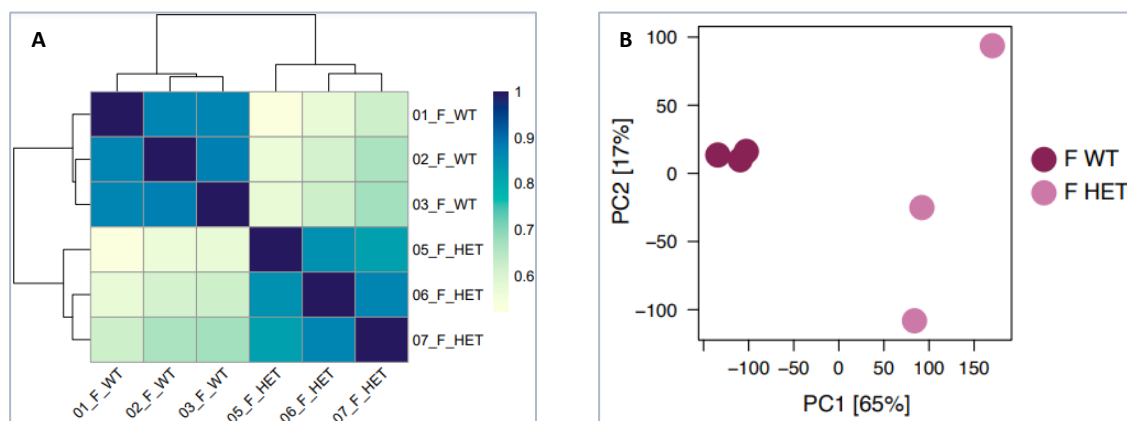 A
1
0.9
0.8
0.7
0.6
01_F_WT
02_F_WT
03_F_WT
05_F_HET
06_F_HET
07_F_HET
01_F_WT
02_F_WT
03_F_WT
05_F_HET
06_F_HET
07_F_HET
B
100
50
0
−50
−100
PC2 [17%]
−100 −50 0 50 100 150
PC1 [65%]
F WT
F HET